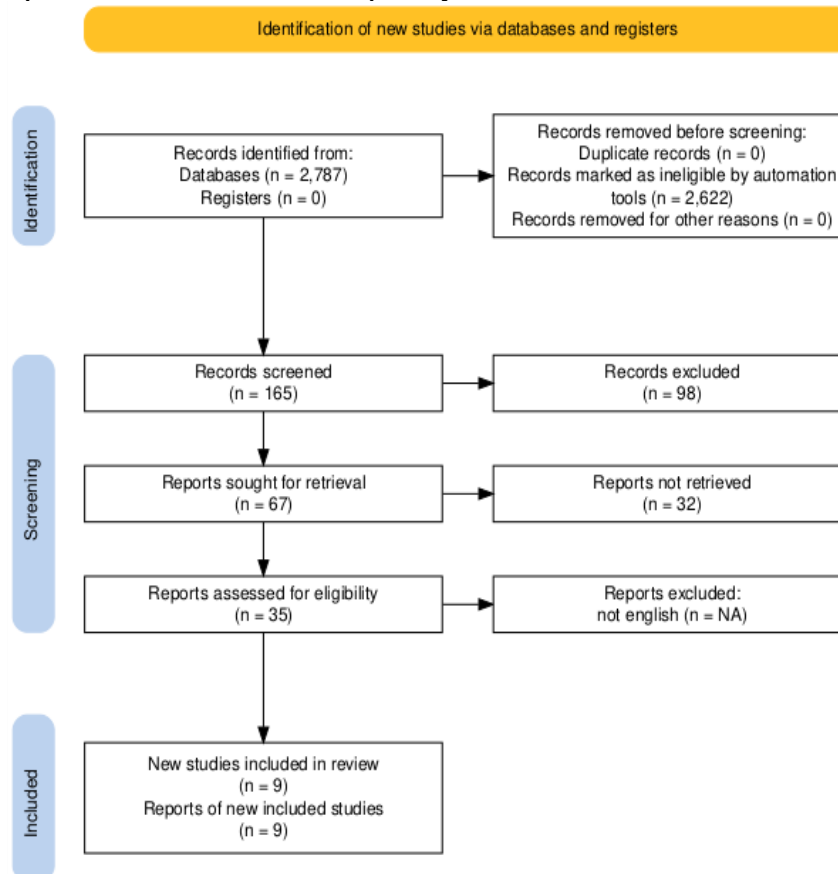 Identification of new studies via databases and registers
Identification
Records identified from:
Databases (n = 2,787)
Registers (n = 0)
Records removed before screening:
Duplicate records (n = 0)
Records marked as ineligible by automation
tools (n = 2,622)
Records removed for other reasons (n = 0)
Screening
Records screened
(n = 165)
Records excluded
(n = 98)
Reports sought for retrieval
(n = 67)
Reports not retrieved
(n = 32)
Reports assessed for eligibility
(n = 35)
Reports excluded:
not english (n = NA)
Included
New studies included in review
(n = 9)
Reports of new included studies
(n = 9)